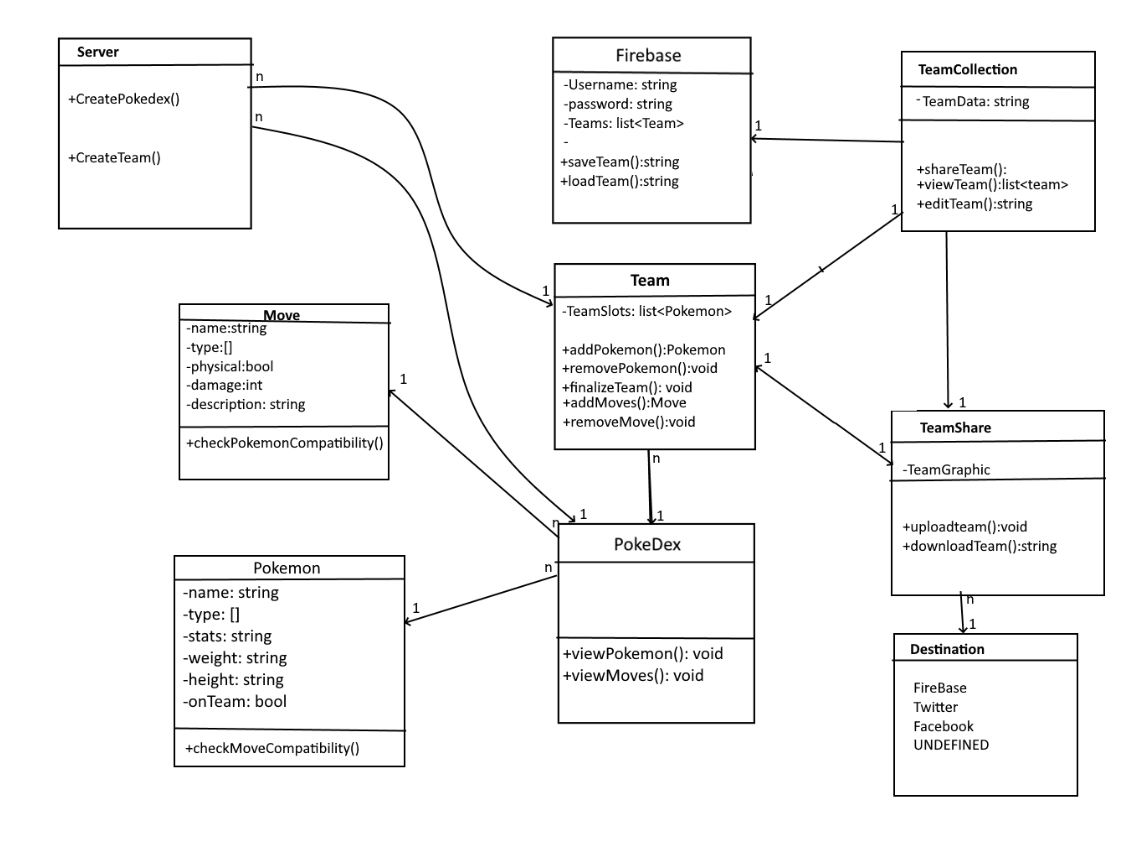 Server
+CreatePokedex()
+CreateTeam()
n
n
Firebase
-Username: string
-password: string
-Teams: list<Team>
-
+saveTeam():string
+loadTeam():string
1
TeamCollection
- TeamData: string
+shareTeam():
+viewTeam():list<team>
+editTeam():string
1
1
Team
-TeamSlots: list<Pokemon>
+addPokemon():Pokemon
+removePokemon():void
+finalizeTeam(): void
+addMoves():Move
+removeMove():void
1
1
n
1
Move
-name:string
-type:[]
-physical:bool
-damage:int
-description: string
+checkPokemonCompatibility()
1
1
TeamShare
-TeamGraphic
+uploadteam():void
+downloadTeam():string
1
n
1
n
1
PokeDex
+viewPokemon(): void
+viewMoves(): void
n
1
Pokemon
-name: string
-type: []
-stats: string
-weight: string
-height: string
-onTeam: bool
+checkMoveCompatibility()
n
1
Destination
FireBase
Twitter
Facebook
UNDEFINED